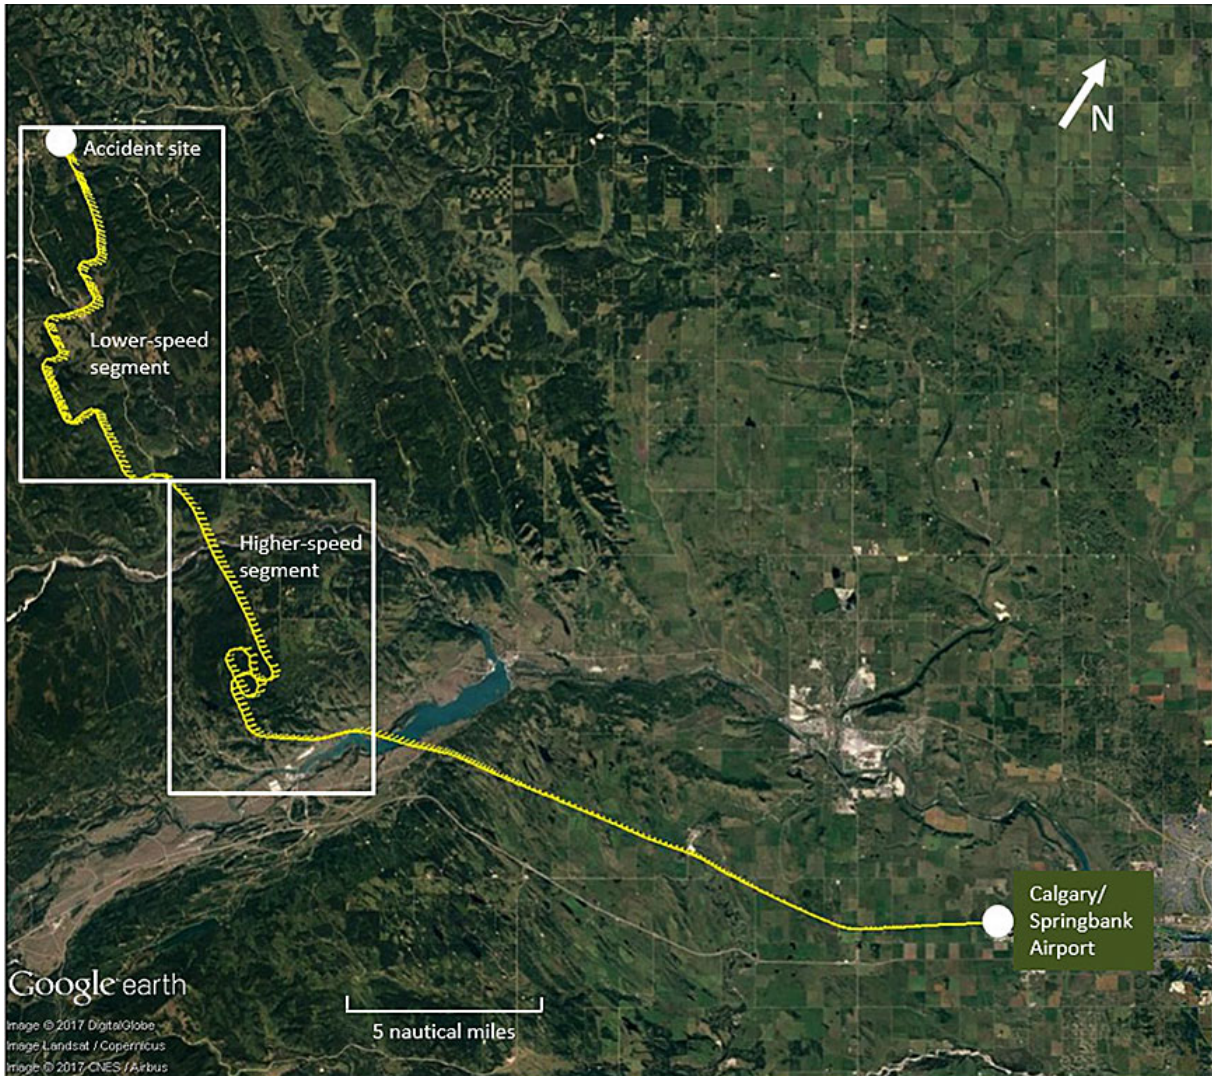 N
Accident site
Lower-speed
segment
Higher-speed
segment
Calgary/
Springbank
Airport
Google earth
5 nautical miles
Image © 2017 DigitalGlobe
Image Landsat / Copernicus
Image © 2017 CNES / Airbus